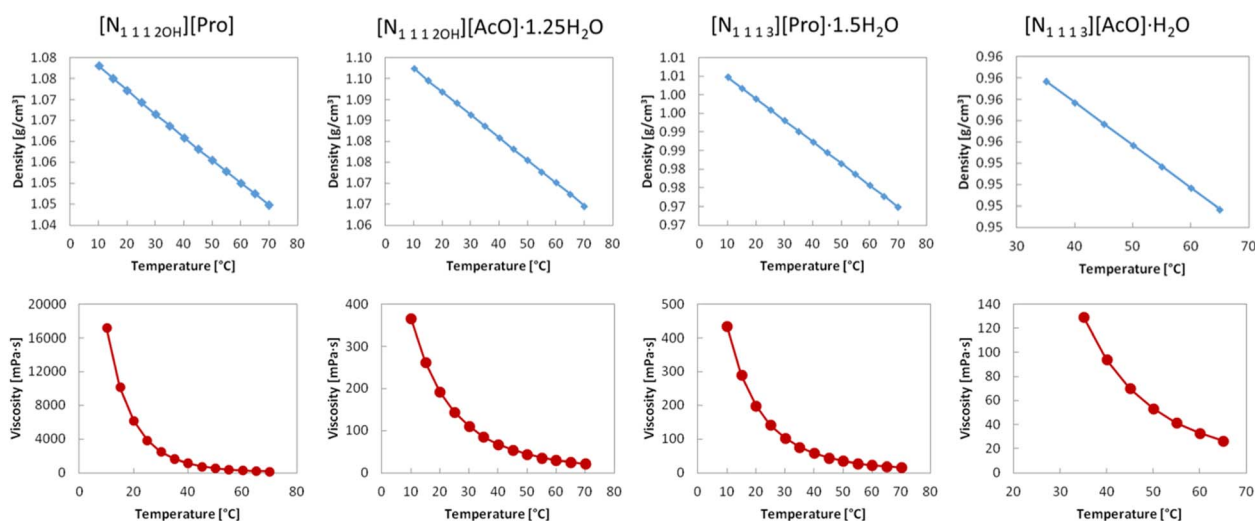 [N₁ ₁ ₁ ₂OH][Pro]
[N₁ ₁ ₁ ₂OH][AcO]·1.25H₂O
[N₁ ₁ ₁ ₃][Pro]·1.5H₂O
[N₁ ₁ ₁ ₃][AcO]·H₂O
Density [g/cm³]
1.08
1.08
1.07
1.07
1.06
1.06
1.05
1.05
1.04
0 10 20 30 40 50 60 70 80
Temperature [°C]
Density [g/cm³]
1.10
1.10
1.09
1.09
1.08
1.08
1.07
1.07
1.06
0 10 20 30 40 50 60 70 80
Temperature [°C]
Density [g/cm³]
1.01
1.01
1.00
1.00
0.99
0.99
0.98
0.98
0.97
0.97
0 10 20 30 40 50 60 70 80
Temperature [°C]
Density [g/cm³]
0.96
0.96
0.96
0.95
0.95
0.95
30 40 50 60 70
Temperature [°C]
Viscosity [mPa·s]
20000
16000
12000
8000
4000
0
0 20 40 60 80
Temperature [°C]
Viscosity [mPa·s]
400
300
200
100
0
0 10 20 30 40 50 60 70 80
Temperature [°C]
Viscosity [mPa·s]
500
400
300
200
100
0
0 10 20 30 40 50 60 70 80
Temperature [°C]
Viscosity [mPa·s]
140
120
100
80
60
40
20
0
20 30 40 50 60 70
Temperature [°C]